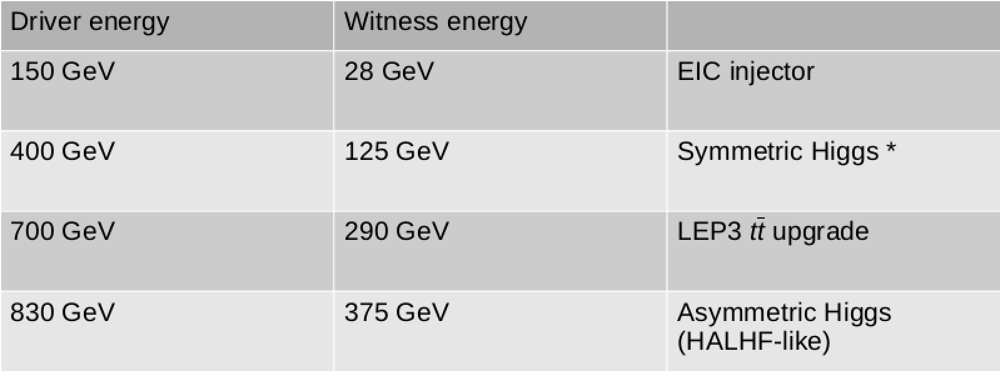 Driver energy Witness energy
150 GeV 28 GeV EIC injector
400 GeV 125 GeV Symmetric Higgs *
700 GeV 290 GeV LEP3 tt̄ upgrade
830 GeV 375 GeV Asymmetric Higgs
(HALHF-like)